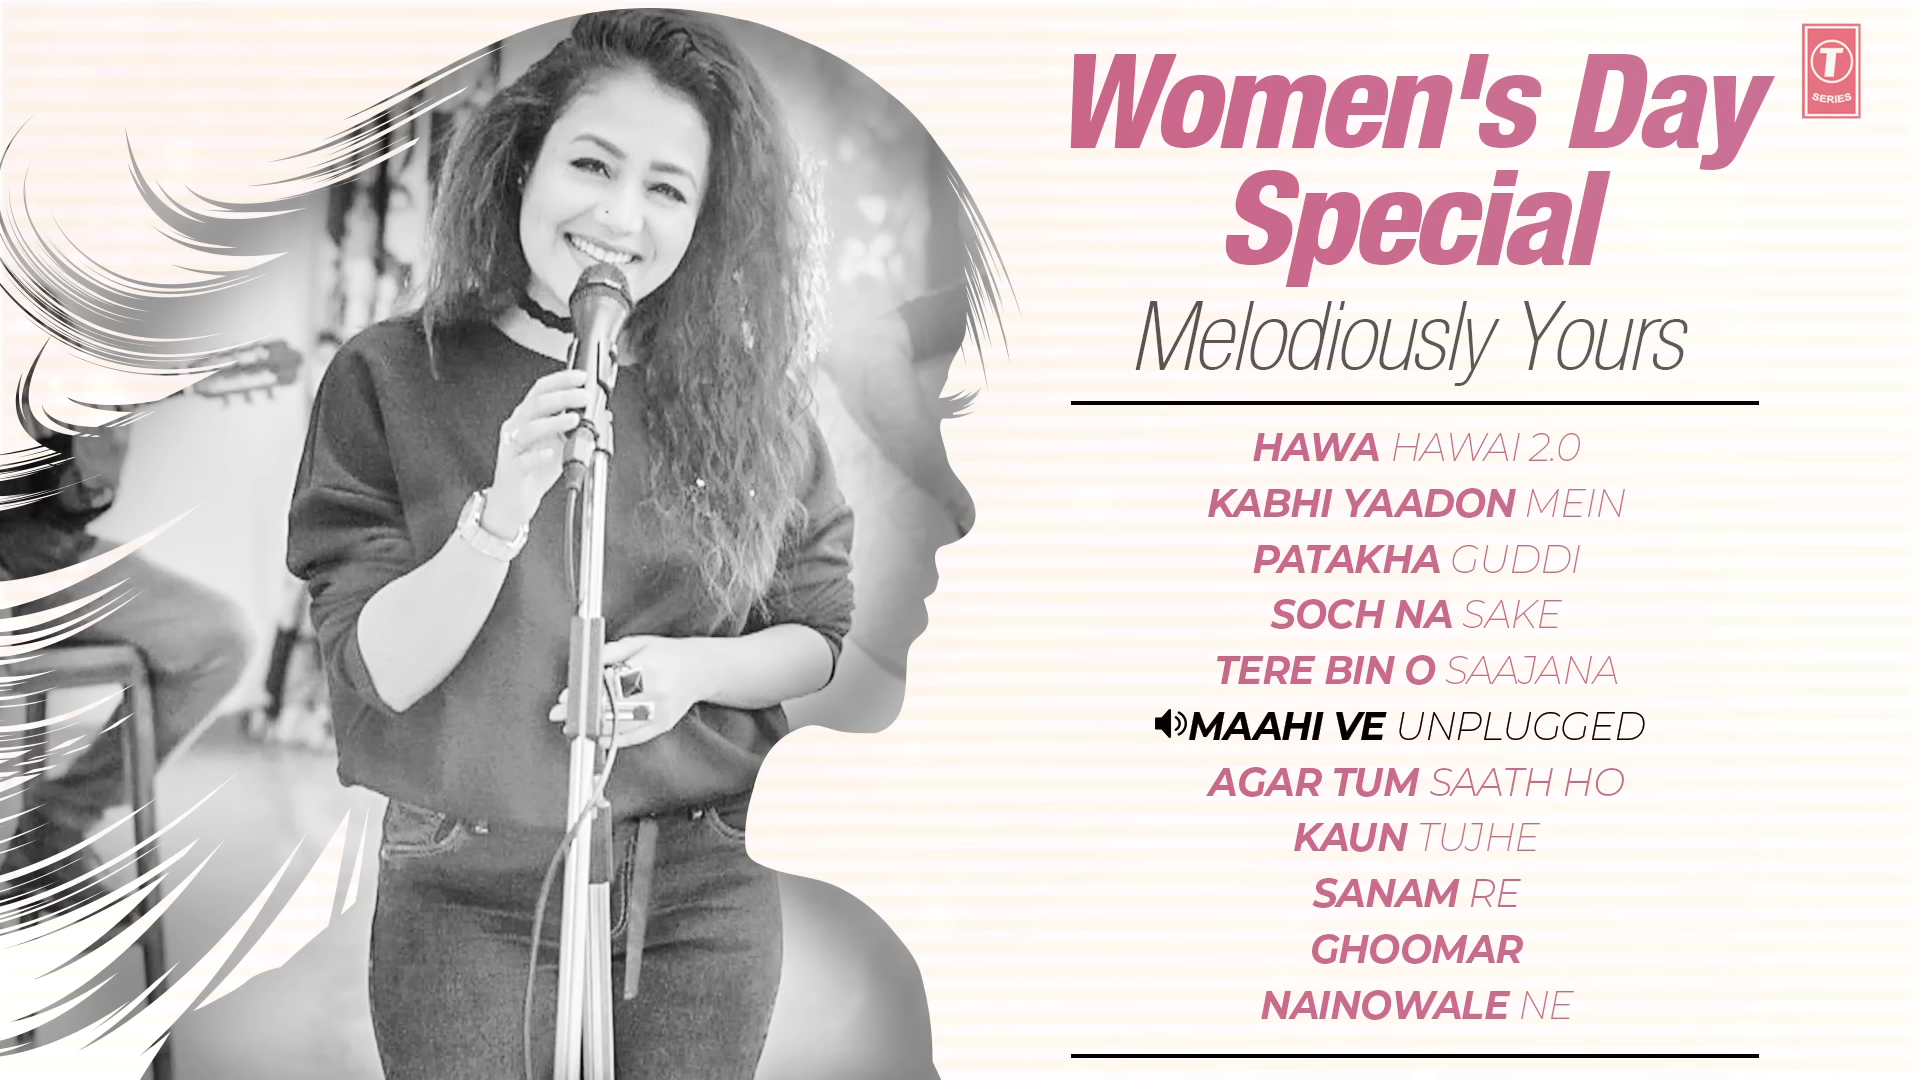 Women's Day
Special
Melodiously Yours
T
SERIES
HAWA HAWAI 2.0
KABHI YAADON MEIN
PATAKHA GUDDI
SOCH NA SAKE
TERE BIN O SAAJANA
MAAHI VE UNPLUGGED
AGAR TUM SAATH HO
KAUN TUJHE
SANAM RE
GHOOMAR
NAINOWALE NE